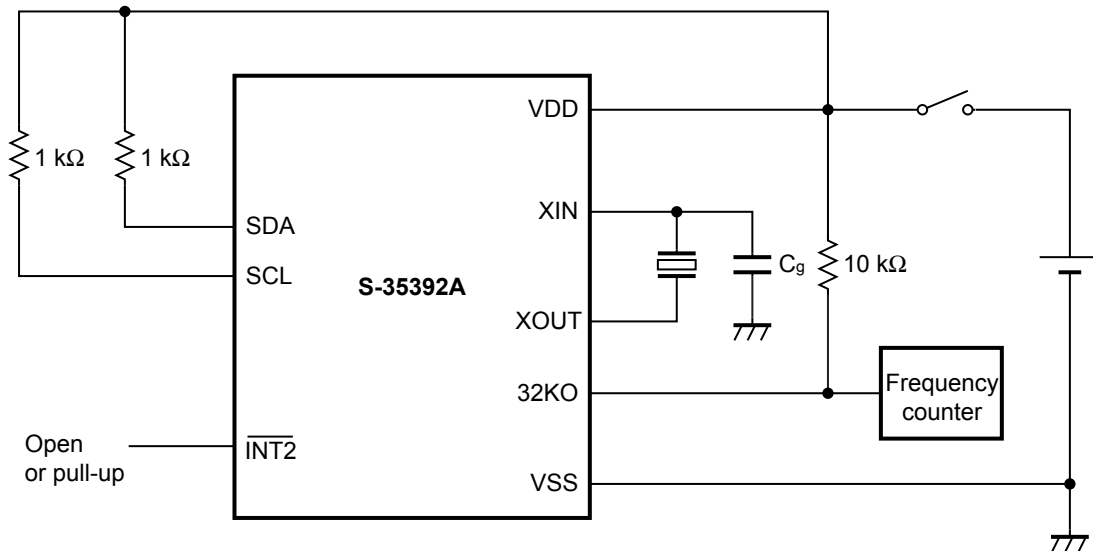 VDD
1 kΩ
1 kΩ
XIN
SDA
SCL
S-35392A
Cg
10 kΩ
XOUT
32KO
Frequency
counter
Open
or pull-up
INT2
VSS